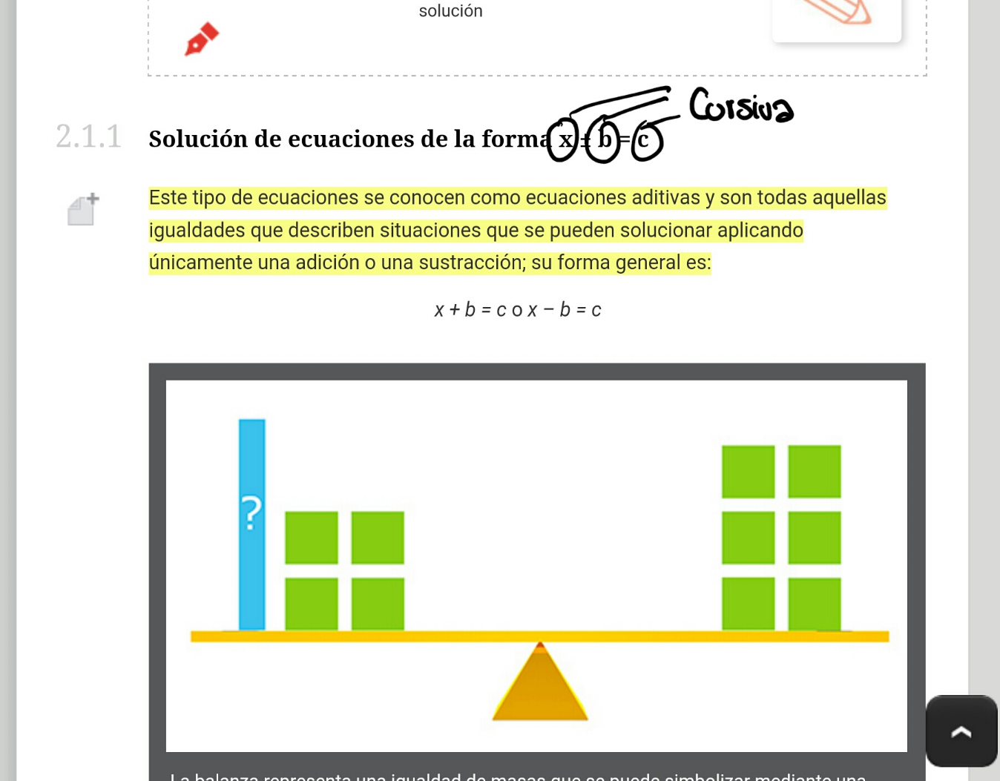 solución
Corsiva
2.1.1 Solución de ecuaciones de la forma x ± b = c
Este tipo de ecuaciones se conocen como ecuaciones aditivas y son todas aquellas
igualdades que describen situaciones que se pueden solucionar aplicando
únicamente una adición o una sustracción; su forma general es:
x + b = c o x − b = c
?
La balanza representa una igualdad de masas que se puede simbolizar mediante una